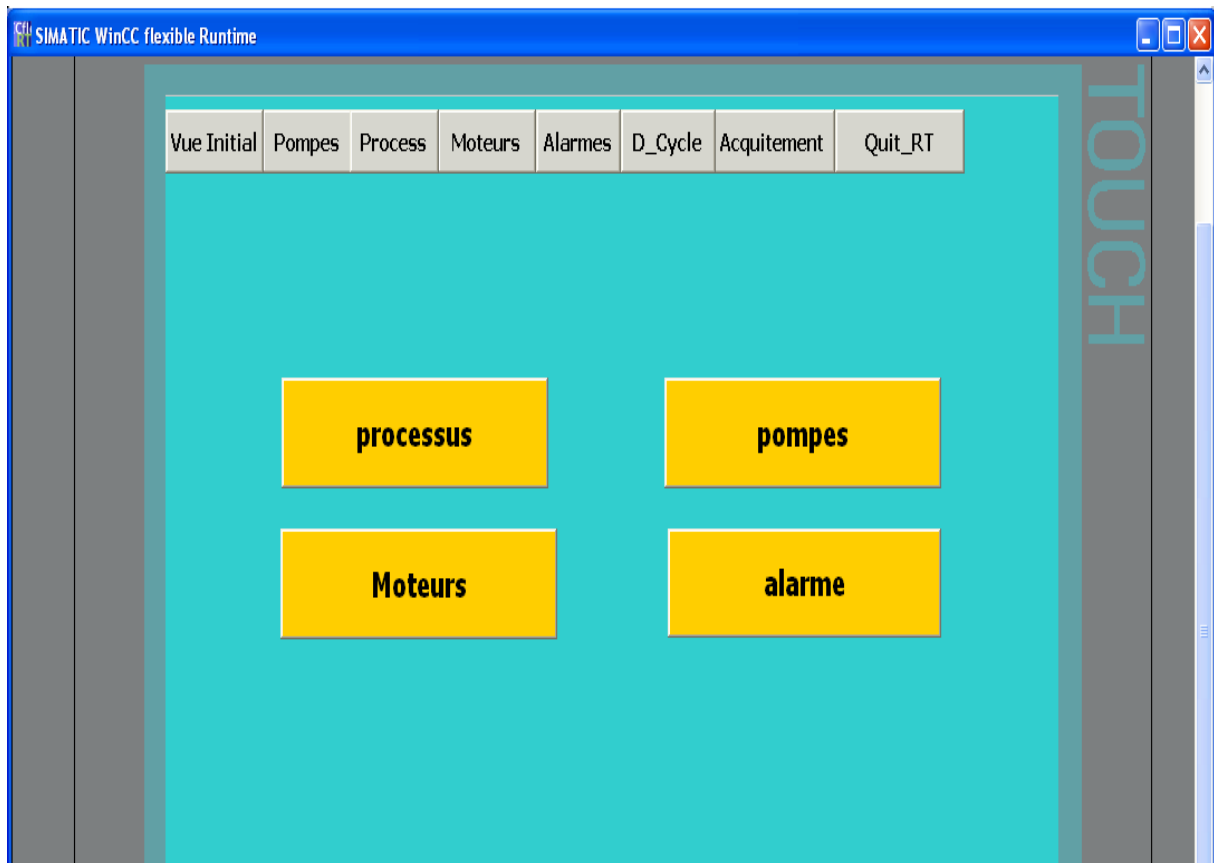 SIMATIC WinCC flexible Runtime
Vue Initial Pompes Process Moteurs Alarmes D_Cycle Acquitement Quit_RT
TOUCH
processus pompes
Moteurs alarme